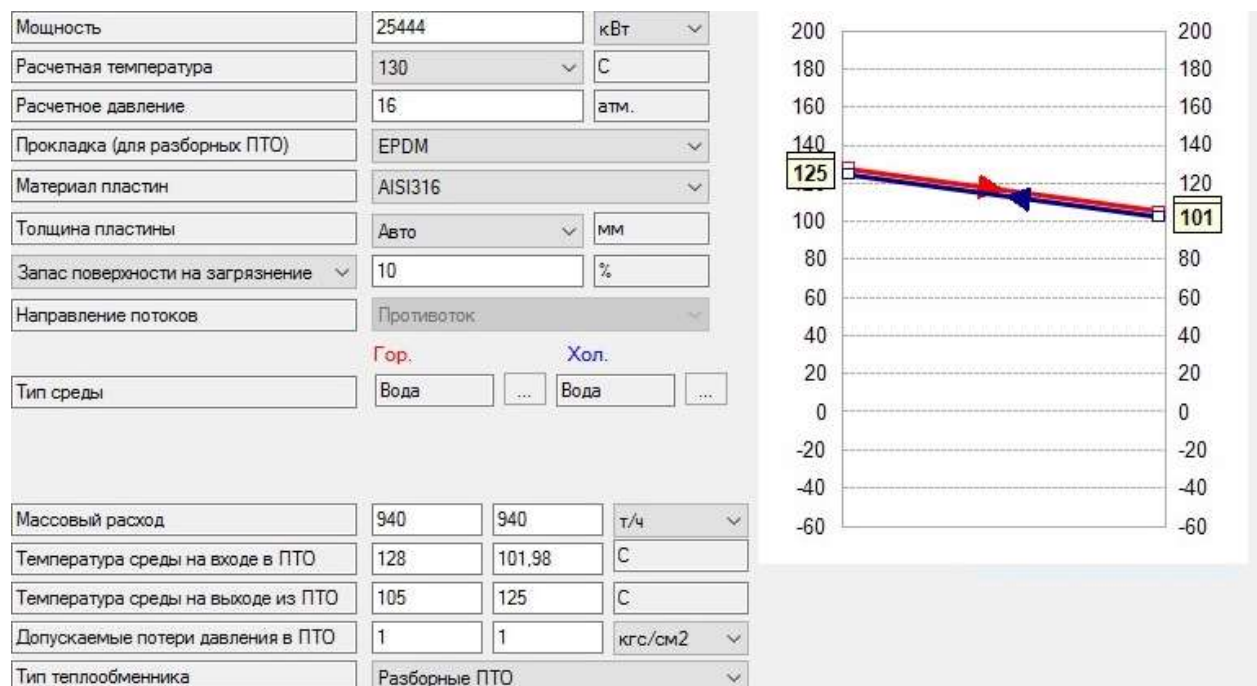 Мощность 25444 кВт
Расчетная температура 130 С
Расчетное давление 16 атм.
Прокладка (для разборных ПТО) EPDM
Материал пластин AISI316
Толщина пластины Авто мм
Запас поверхности на загрязнение 10 %
Направление потоков Противоток
Гор. Хол.
Тип среды Вода ... Вода ...
Массовый расход 940 940 т/ч
Температура среды на входе в ПТО 128 101,98 С
Температура среды на выходе из ПТО 105 125 С
Допускаемые потери давления в ПТО 1 1 кгс/см2
Тип теплообменника Разборные ПТО
200 200
180 180
160 160
140 140
125
120
100 101
80 80
60 60
40 40
20 20
0 0
-20 -20
-40 -40
-60 -60